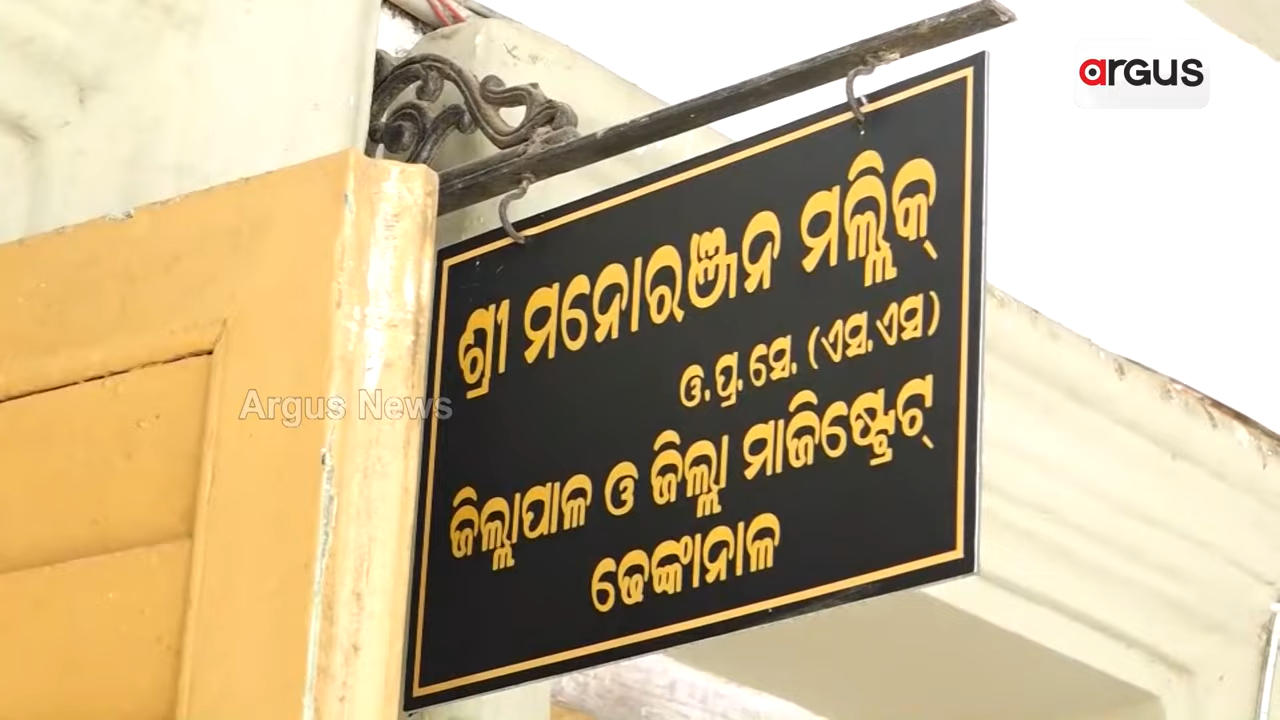 argus
ଶ୍ରୀ ମନୋରଞ୍ଜନ ମଲ୍ଲିକ୍
ଓ.ପ୍ର.ସେ. (ଏସ.ଏସ)
Argus News
ଜିଲ୍ଲାପାଳ ଓ ଜିଲ୍ଲା ମାଜିଷ୍ଟ୍ରେଟ୍
ଢେଙ୍କାନାଳ